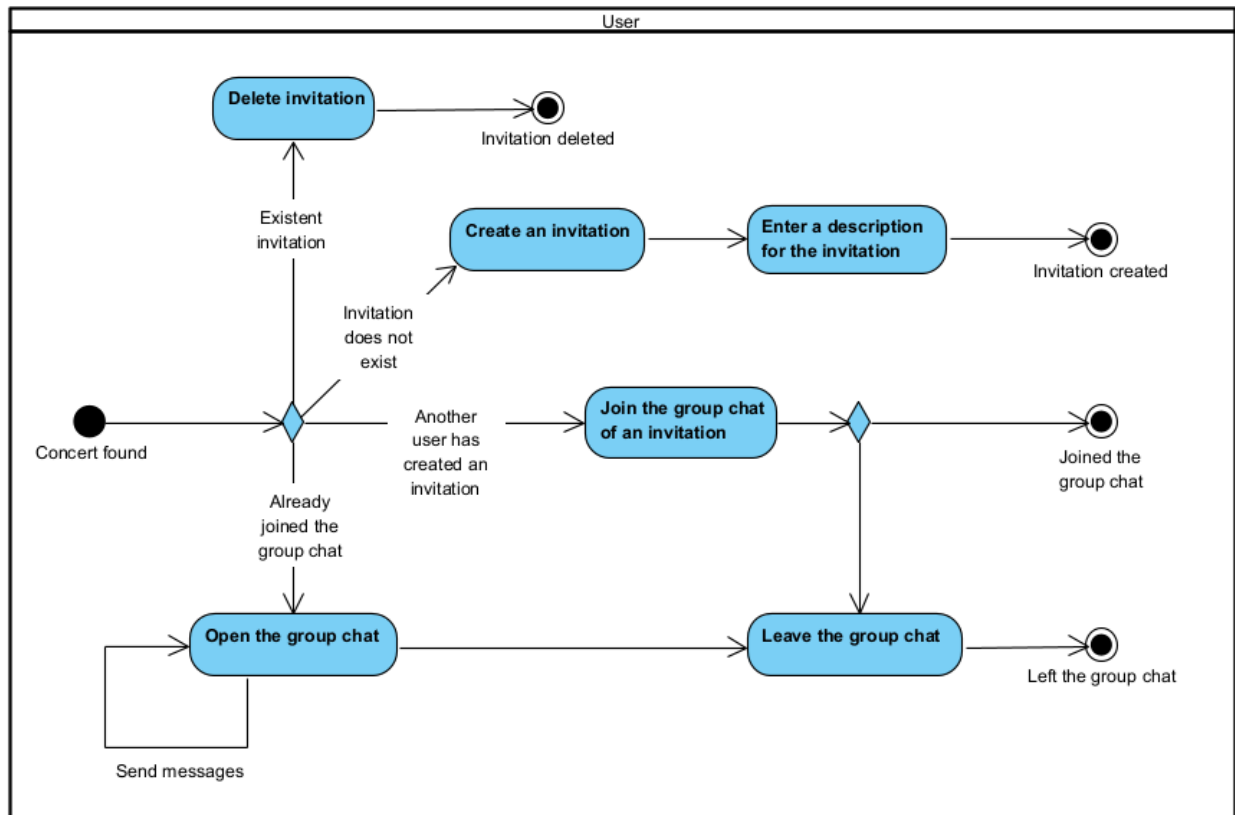 User
Delete invitation
Invitation deleted
Existent
invitation
Create an invitation
Enter a description
for the invitation
Invitation created
Invitation
does not
exist
Concert found
Another
user has
created an
invitation
Join the group chat
of an invitation
Joined the
group chat
Already
joined the
group chat
Open the group chat
Leave the group chat
Left the group chat
Send messages